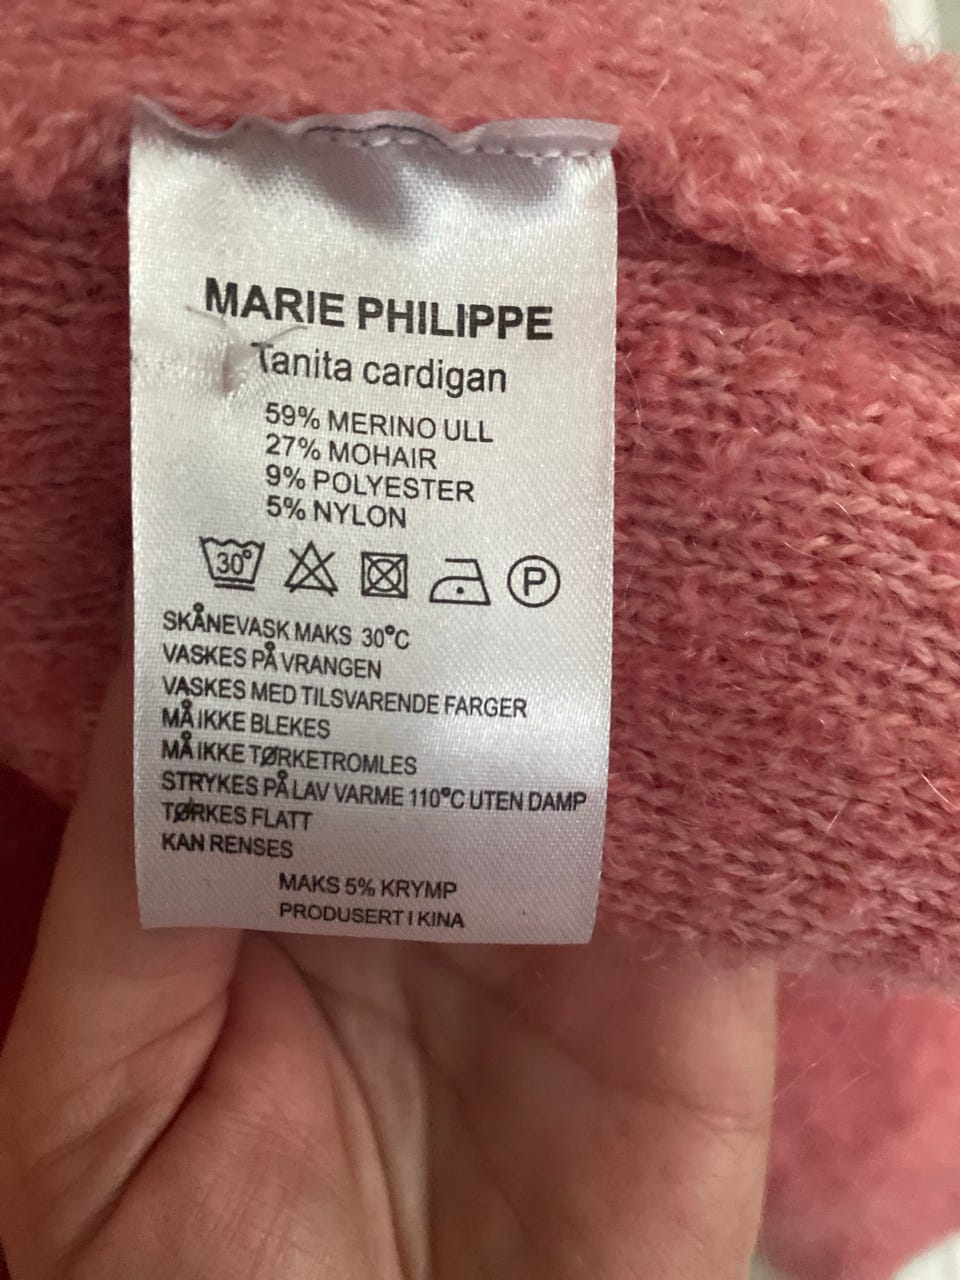 MARIE PHILIPPE
Tanita cardigan
59% MERINO ULL
27% MOHAIR
9% POLYESTER
5% NYLON
30° P
SKÅNEVASK MAKS 30°C
VASKES PÅ VRANGEN
VASKES MED TILSVARENDE FARGER
MÅ IKKE BLEKES
MÅ IKKE TØRKETROMLES
STRYKES PÅ LAV VARME 110°C UTEN DAMP
TØRKES FLATT
KAN RENSES
MAKS 5% KRYMP
PRODUSERT I KINA